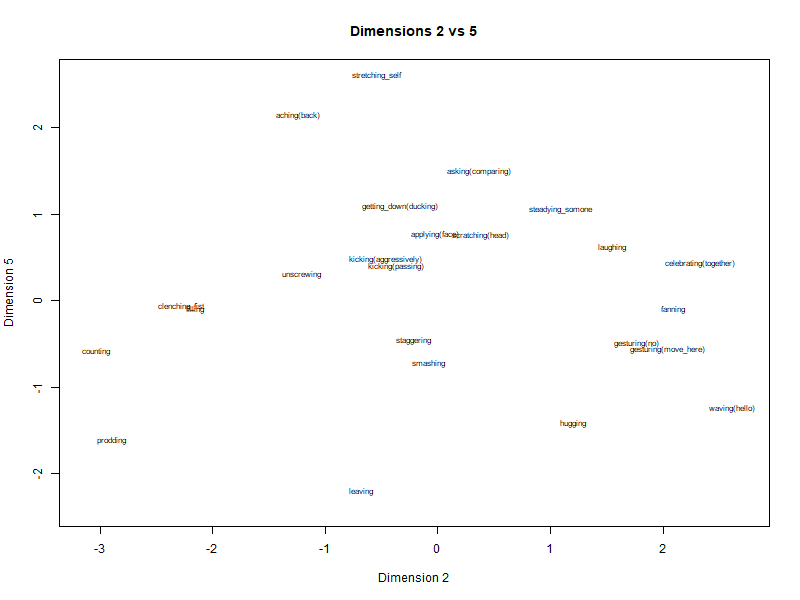 Dimensions 2 vs 5
stretching_self
aching(back)
asking(comparing)
getting_down(ducking)
steadying_somone
applying(face)
scratching(head)
laughing
kicking(aggressively)
celebrating(together)
kicking(passing)
unscrewing
clenching_fist
fanning
staggering
gesturing(no)
gesturing(move_here)
counting
smashing
waving(hello)
hugging
prodding
leaving
2
1
0
-1
-2
Dimension 5
-3 -2 -1 0 1 2
Dimension 2